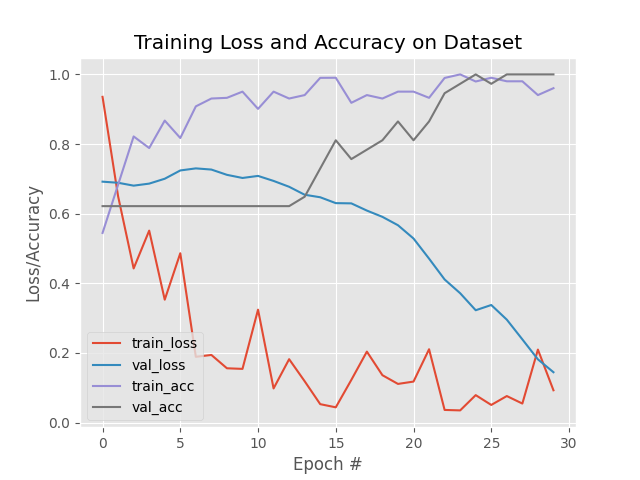 Training Loss and Accuracy on Dataset
Loss/Accuracy
1.0
0.8
0.6
0.4
0.2
0.0
train_loss
val_loss
train_acc
val_acc
0 5 10 15 20 25 30
Epoch #